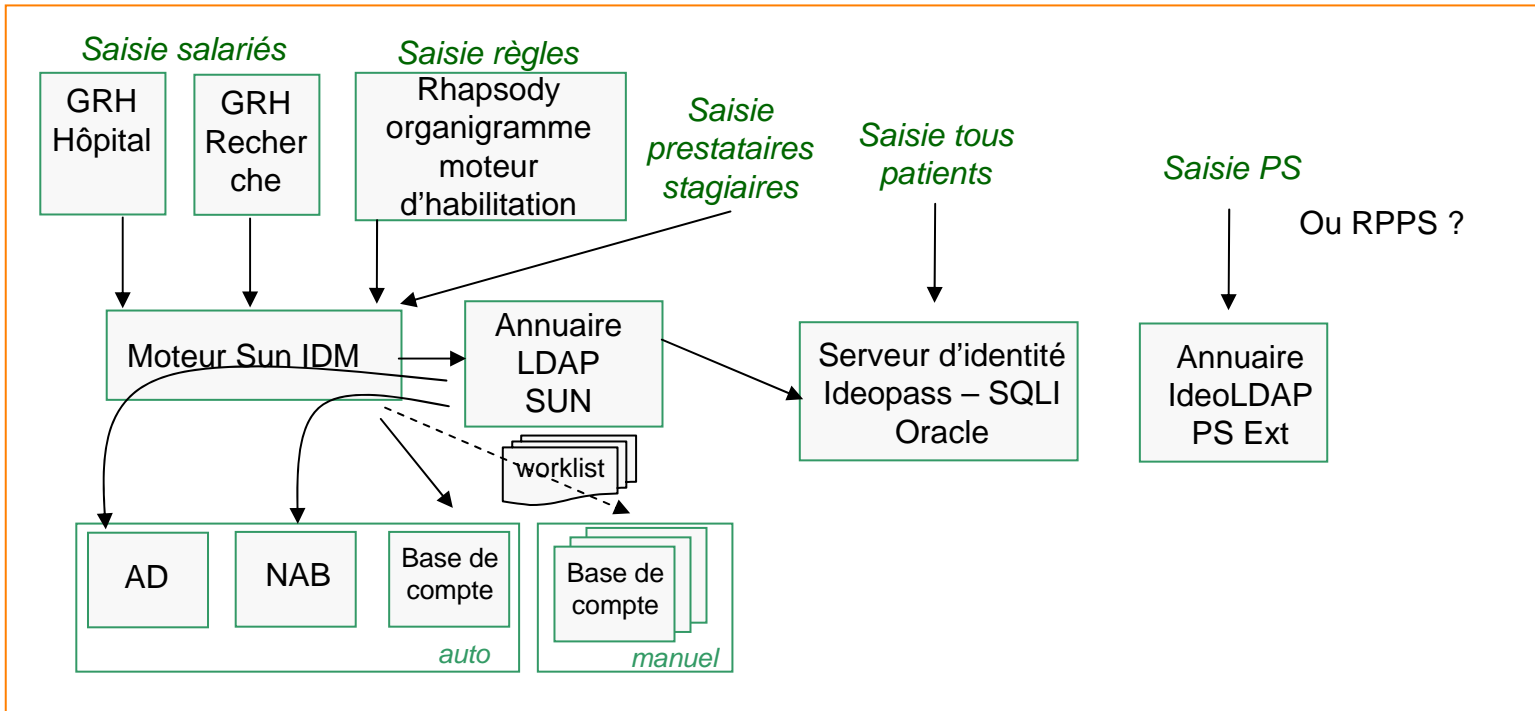 Saisie salariés
GRH
Hôpital
GRH
Recher
che
Saisie règles
Rhapsody
organigramme
moteur
d'habilitation
Saisie
prestataires
stagiaires
Saisie tous
patients
Saisie PS
Ou RPPS ?
Moteur Sun IDM
Annuaire
LDAP
SUN
Serveur d'identité
Ideopass – SQLI
Oracle
Annuaire
IdeoLDAP
PS Ext
worklist
AD
NAB
Base de
compte
auto
Base de
compte
manuel